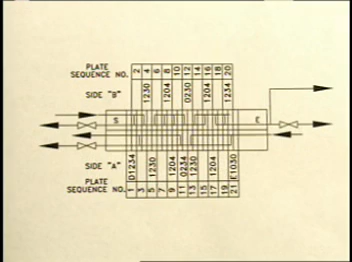 PLATE
SEQUENCE NO.
2 4 6 8 10 12 14 16 18 20
SIDE "B"
1230 1204 0230 1204 1234
S E
SIDE "A"
D1234 1230 1204 0234 1230 1204 E1030
PLATE
SEQUENCE NO.
1 3 5 7 9 11 13 15 17 19 21